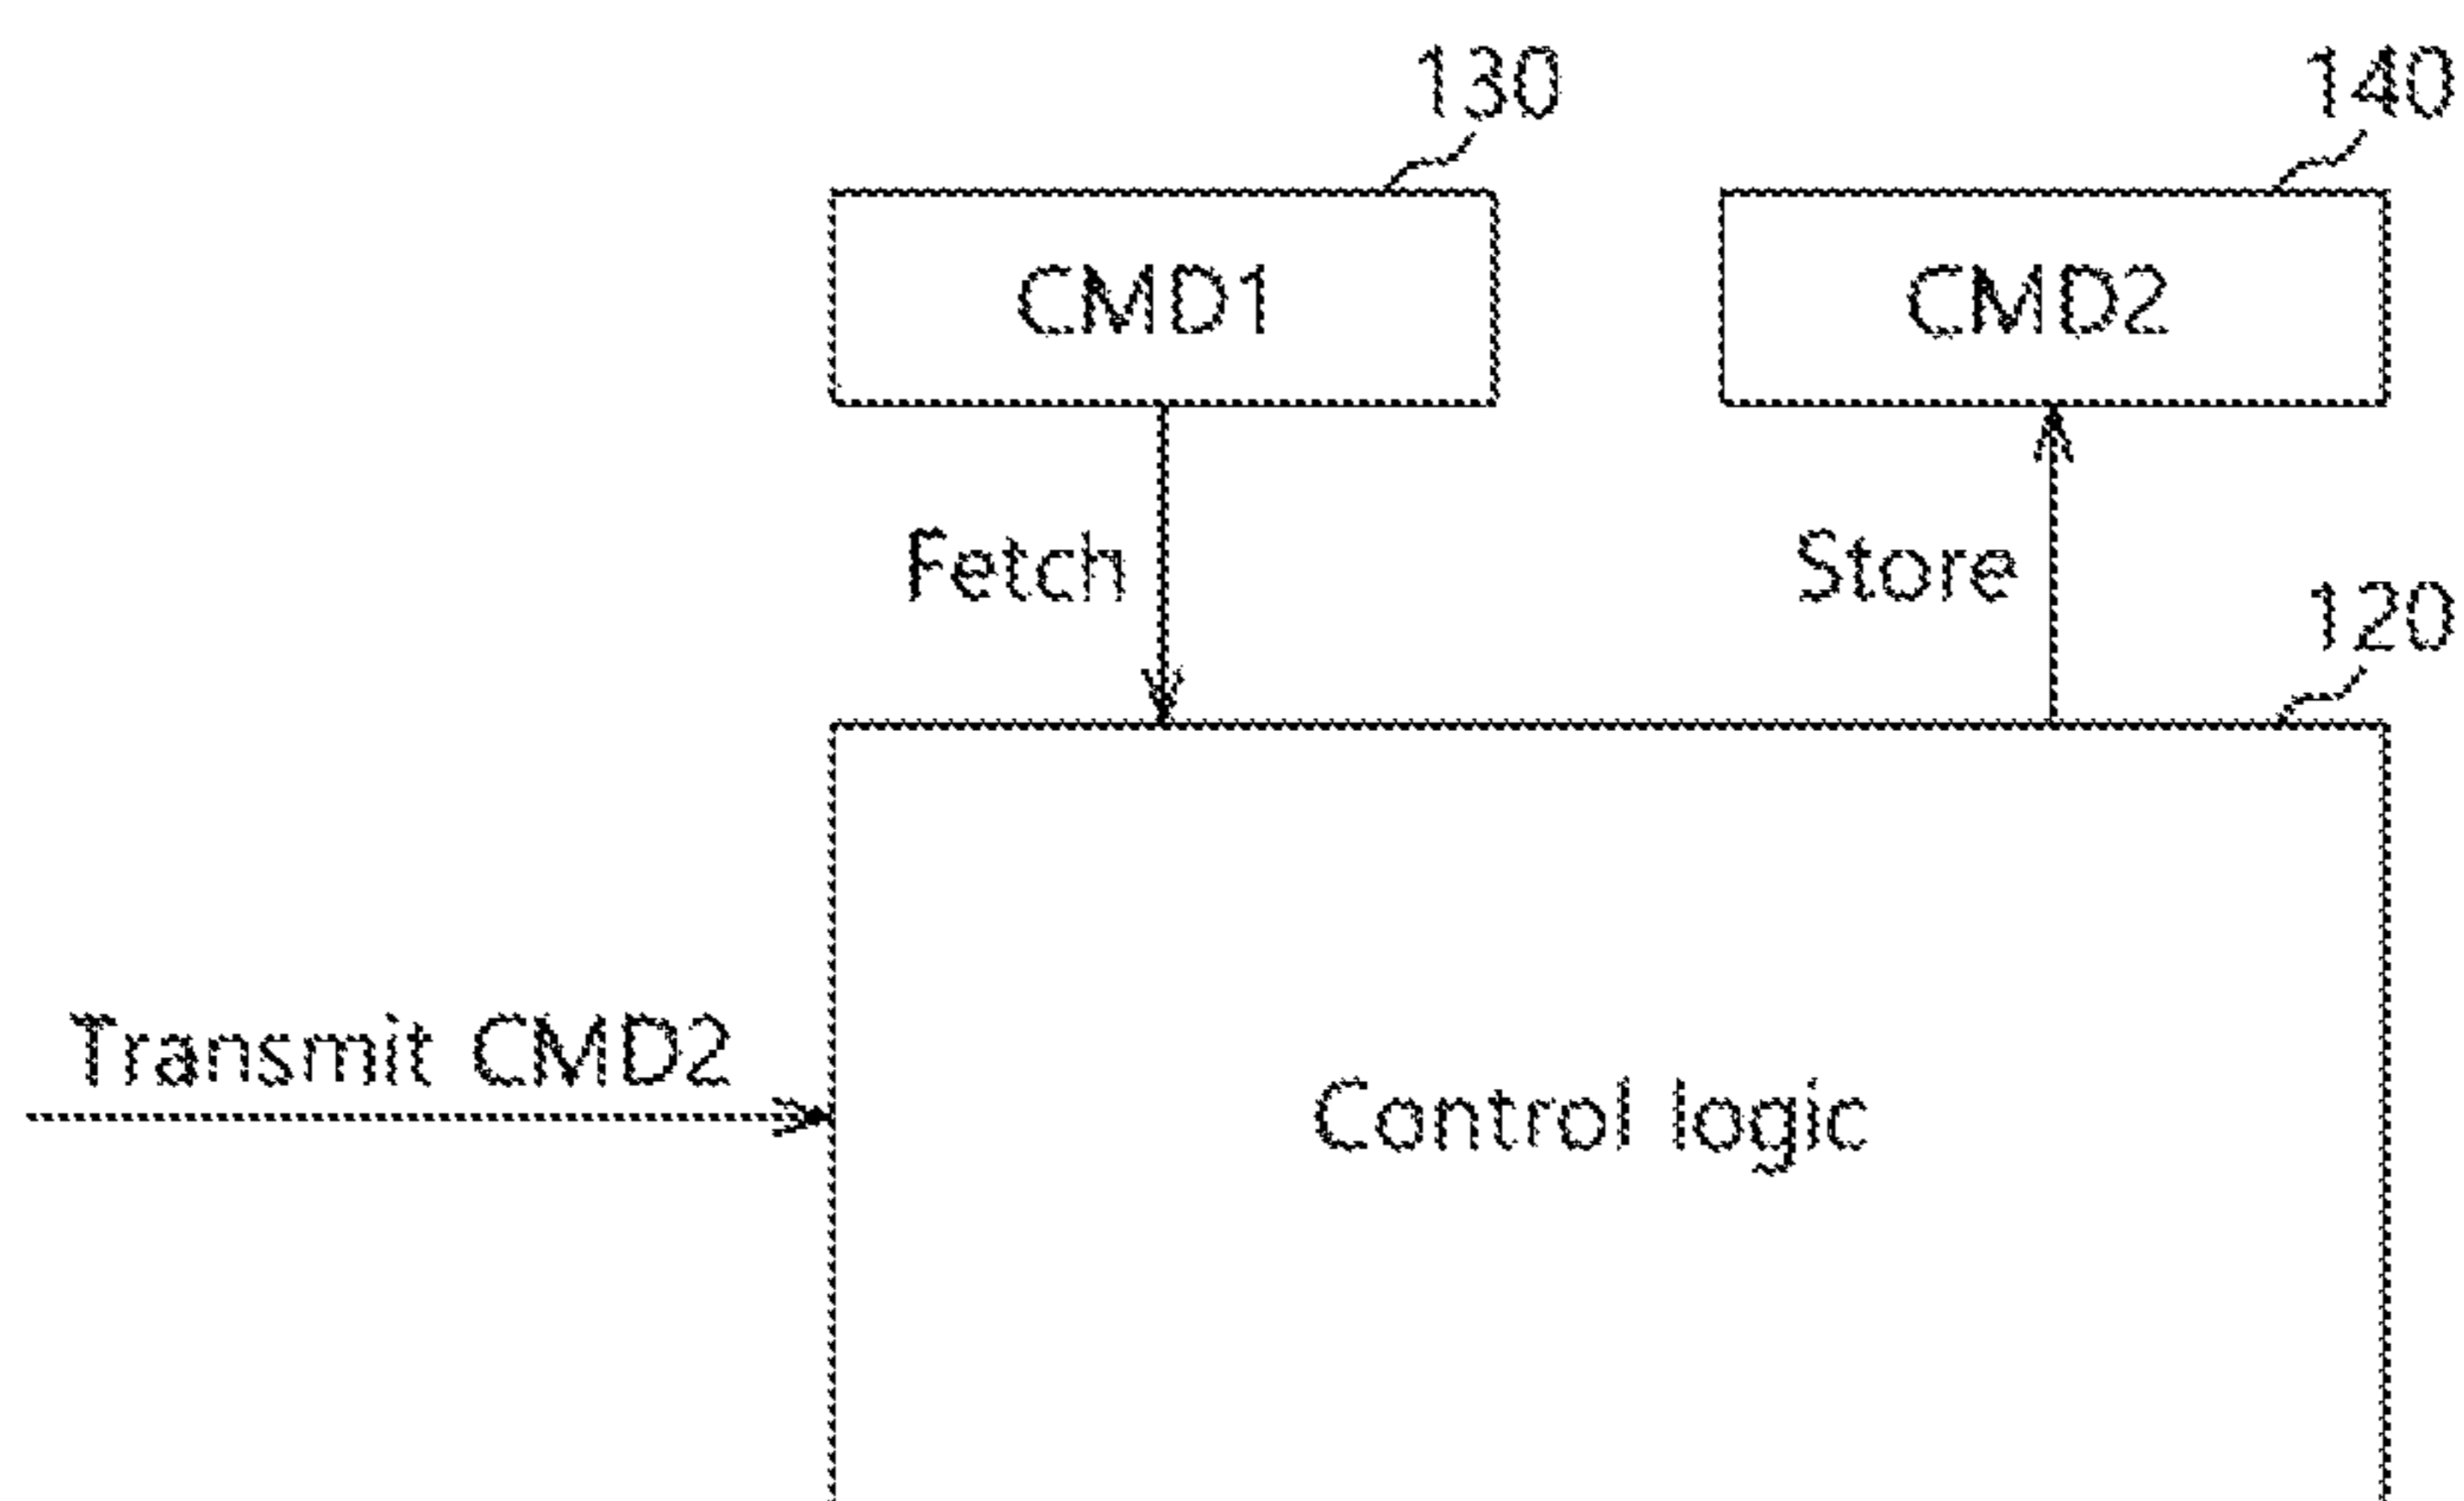 130
140
CMD1
CMD2
Fetch
Store
120
Transmit CMD2
Control logic